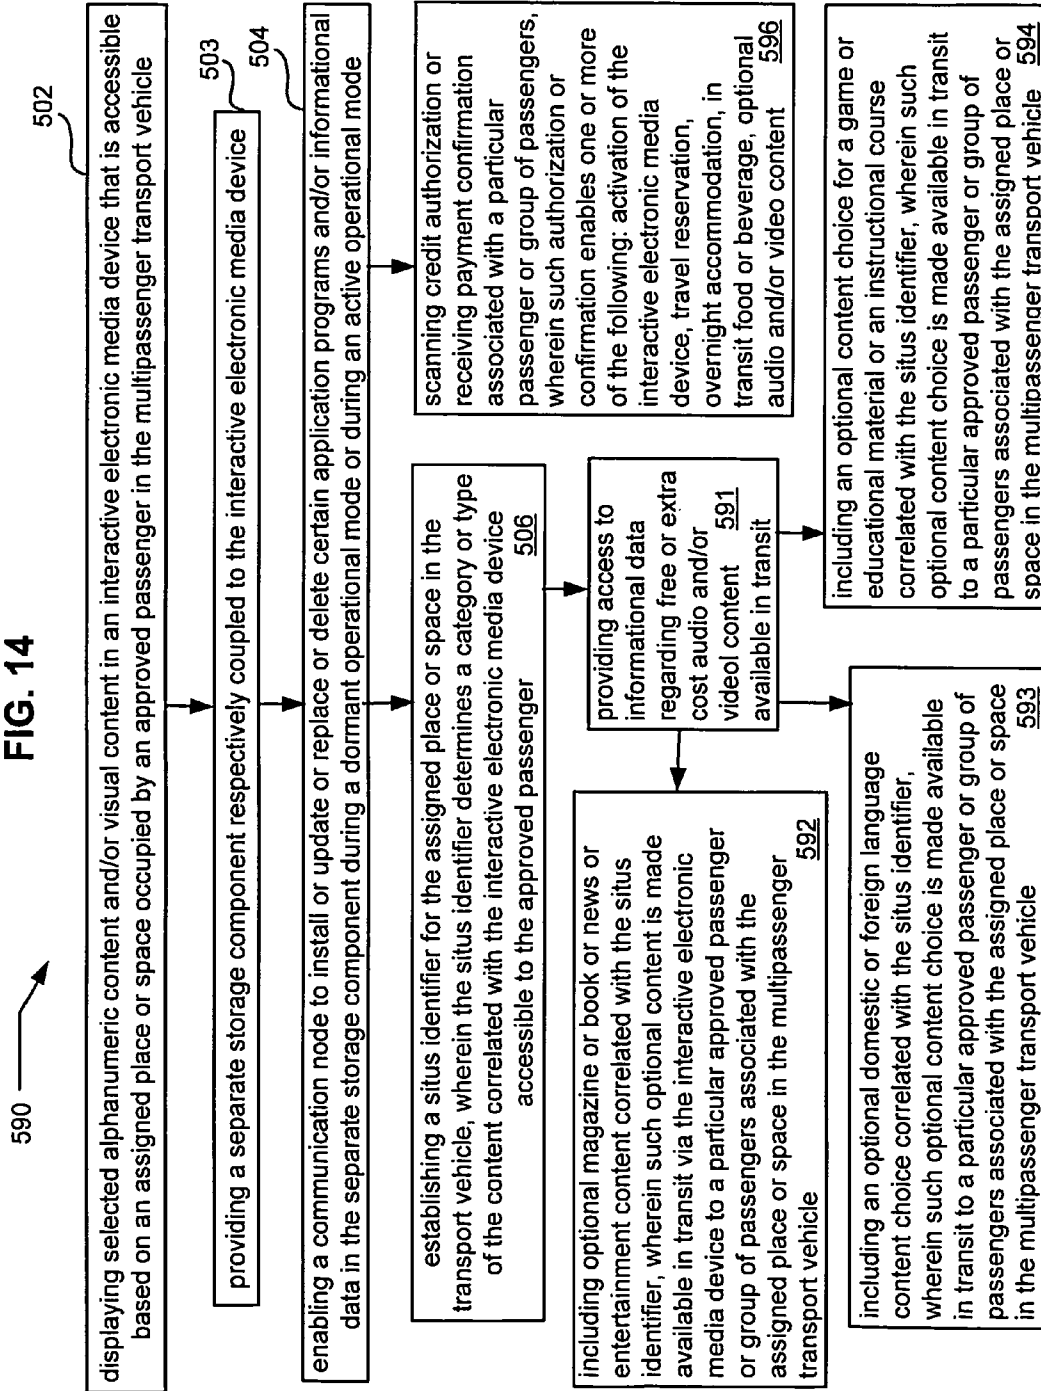 FIG. 14
590
502
displaying selected alphanumeric content and/or visual content in an interactive electronic media device that is accessible
based on an assigned place or space occupied by an approved passenger in the multipassenger transport vehicle
503
providing a separate storage component respectively coupled to the interactive electronic media device
504
enabling a communication node to install or update or replace or delete certain application programs and/or informational
data in the separate storage component during a dormant operational mode or during an active operational mode
establishing a situs identifier for the assigned place or space in the
transport vehicle, wherein the situs identifier determines a category or type
of the content correlated with the interactive electronic media device
accessible to the approved passenger 506
scanning credit authorization or
receiving payment confirmation
associated with a particular
passenger or group of passengers,
wherein such authorization or
confirmation enables one or more
of the following: activation of the
interactive electronic media
device, travel reservation,
overnight accommodation, in
transit food or beverage, optional
audio and/or video content 596
providing access to
informational data
regarding free or extra
cost audio and/or
videol content 591
available in transit
including optional magazine or book or news or
entertainment content correlated with the situs
identifier, wherein such optional content is made
available in transit via the interactive electronic
media device to a particular approved passenger
or group of passengers associated with the
assigned place or space in the multipassenger
transport vehicle 592
including an optional domestic or foreign language
content choice correlated with the situs identifier,
wherein such optional content choice is made available
in transit to a particular approved passenger or group of
passengers associated with the assigned place or space
in the multipassenger transport vehicle 593
including an optional content choice for a game or
educational material or an instructional course
correlated with the situs identifier, wherein such
optional content choice is made available in transit
to a particular approved passenger or group of
passengers associated with the assigned place or
space in the multipassenger transport vehicle 594